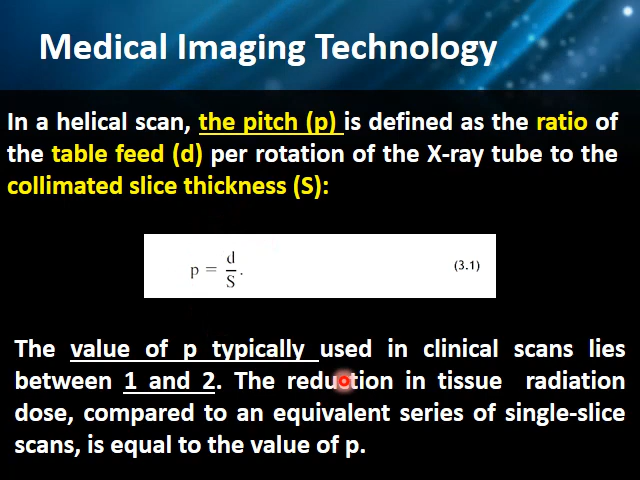 Medical Imaging Technology
In a helical scan, the pitch (p) is defined as the ratio of
the table feed (d) per rotation of the X-ray tube to the
collimated slice thickness (S):
p = d/S.
(3.1)
The value of p typically used in clinical scans lies
between 1 and 2. The reduction in tissue radiation
dose, compared to an equivalent series of single-slice
scans, is equal to the value of p.